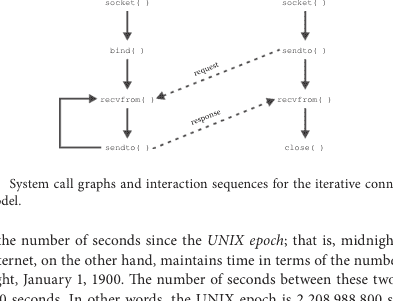 socket( ) socket( )
bind( ) sendto( )
request
recvfrom( ) recvfrom( )
response
sendto( ) close( )
System call graphs and interaction sequences for the iterative conn
del.
the number of seconds since the UNIX epoch; that is, midnigh
ternet, on the other hand, maintains time in terms of the numbe
ght, January 1, 1900. The number of seconds between these two
0 seconds. In other words, the UNIX epoch is 2,208,988,800 s